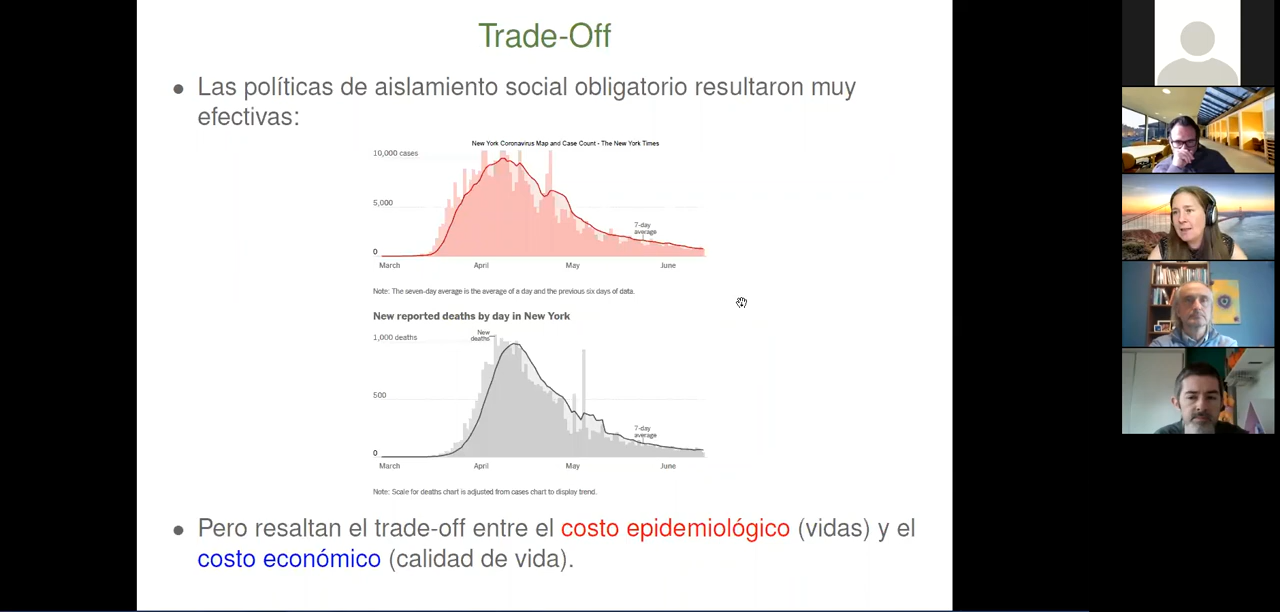 Trade-Off
● Las políticas de aislamiento social obligatorio resultaron muy
efectivas:
New York Coronavirus Map and Case Count - The New York Times
10,000 cases
5,000
7-day
average
0
March April May June
Note: The seven-day average is the average of a day and the previous six days of data.
New reported deaths by day in New York
1,000 deaths
New
deaths
500
7-day
average
0
March April May June
Note: Scale for deaths chart is adjusted from cases chart to display trend.
● Pero resaltan el trade-off entre el costo epidemiológico (vidas) y el
costo económico (calidad de vida).